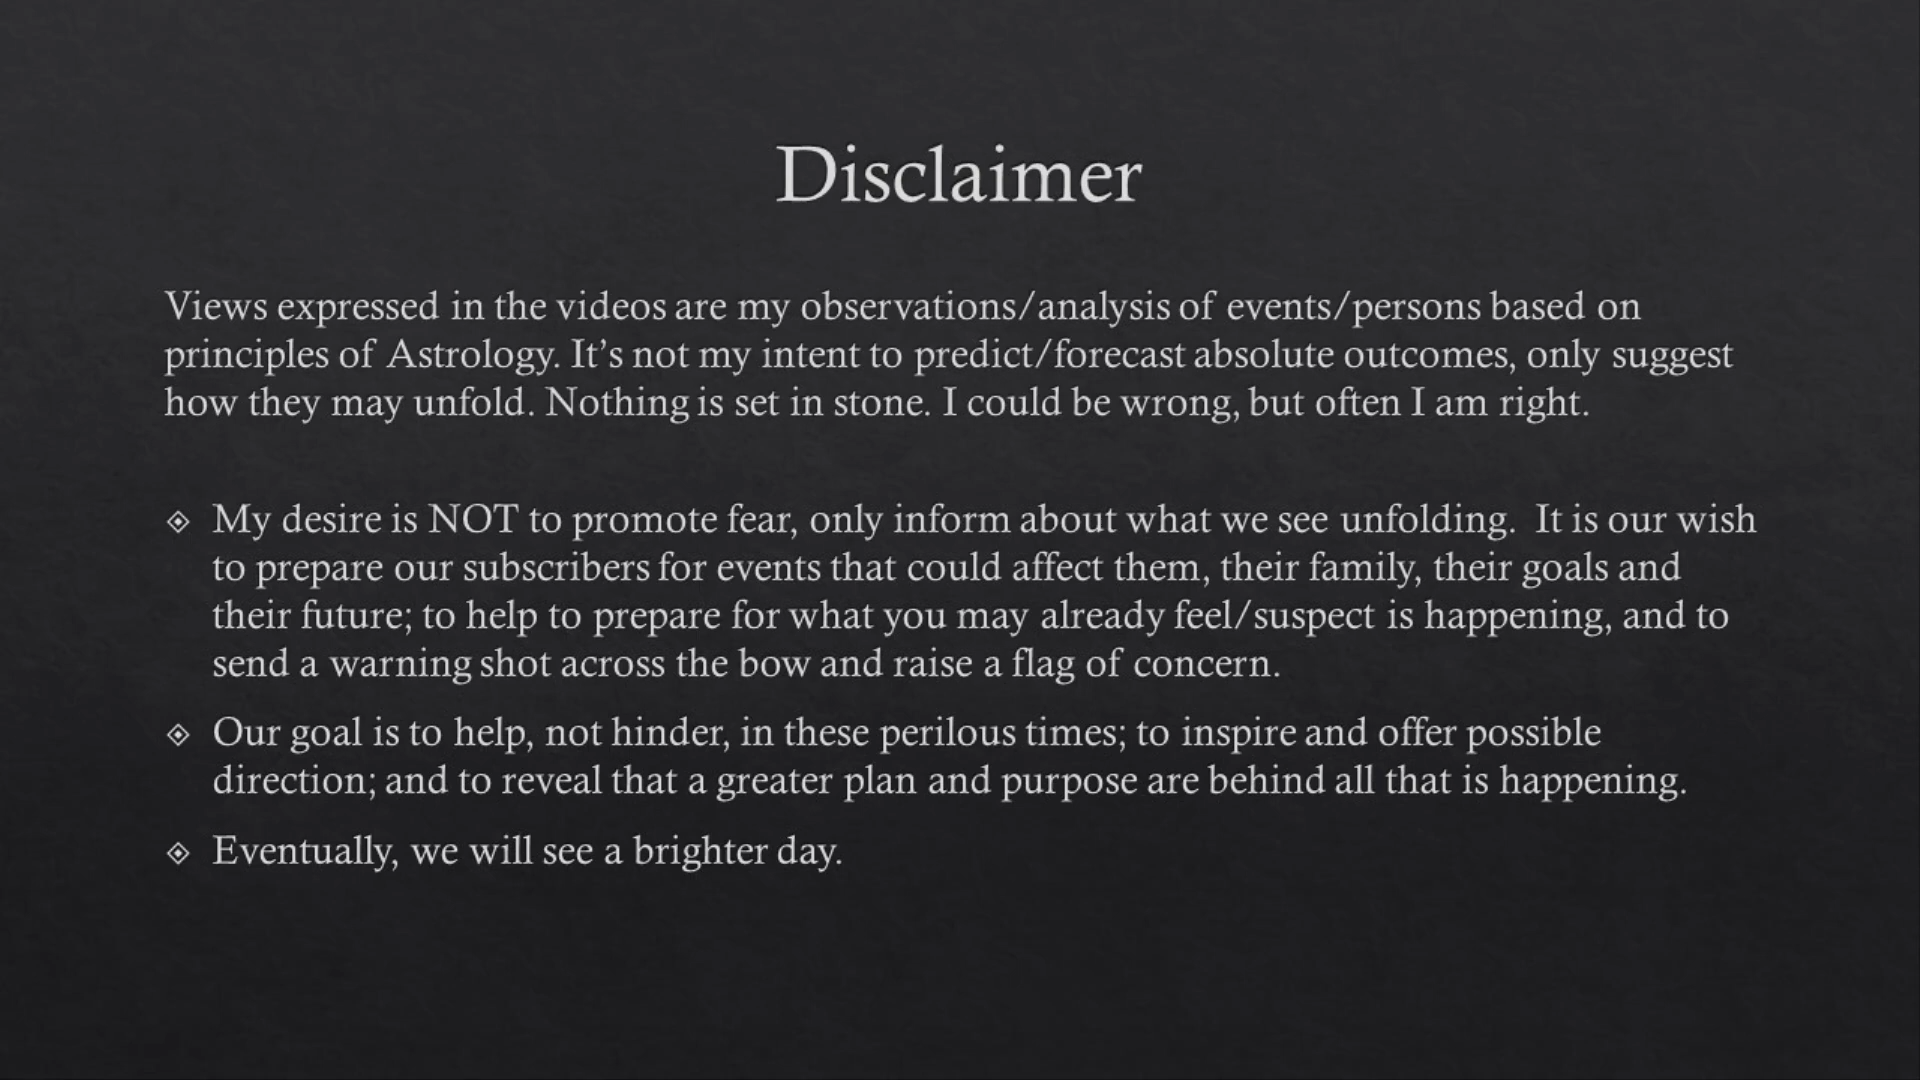 Disclaimer
Views expressed in the videos are my observations/analysis of events/persons based on
principles of Astrology. It’s not my intent to predict/forecast absolute outcomes, only suggest
how they may unfold. Nothing is set in stone. I could be wrong, but often I am right.
My desire is NOT to promote fear, only inform about what we see unfolding.  It is our wish
to prepare our subscribers for events that could affect them, their family, their goals and
their future; to help to prepare for what you may already feel/suspect is happening, and to
send a warning shot across the bow and raise a flag of concern.
Our goal is to help, not hinder, in these perilous times; to inspire and offer possible
direction; and to reveal that a greater plan and purpose are behind all that is happening.
Eventually, we will see a brighter day.